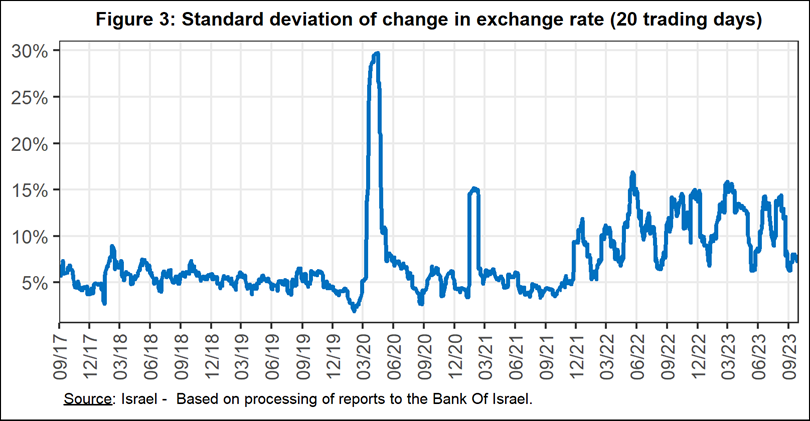 Figure 3: Standard deviation of change in exchange rate (20 trading days)
30%
25%
20%
15%
10%
5%
09/17 12/17 03/18 06/18 09/18 12/18 03/19 06/19 09/19 12/19 03/20 06/20 09/20 12/20 03/21 06/21 09/21 12/21 03/22 06/22 09/22 12/22 03/23 06/23 09/23
Source: Israel - Based on processing of reports to the Bank Of Israel.